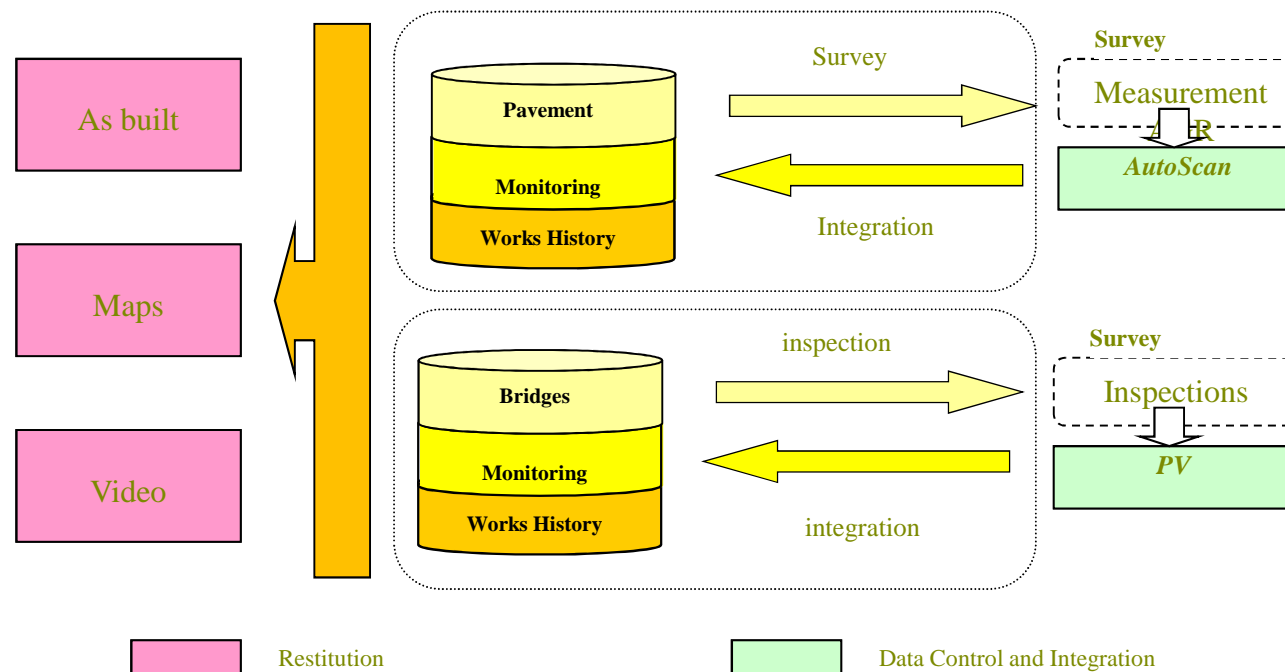 As built
Maps
Video
Survey
Pavement
Monitoring
Works History
Integration
inspection
Bridges
Monitoring
Works History
integration
Survey
Measurement
AutoScan
Survey
Inspections
PV
Restitution
Data Control and Integration